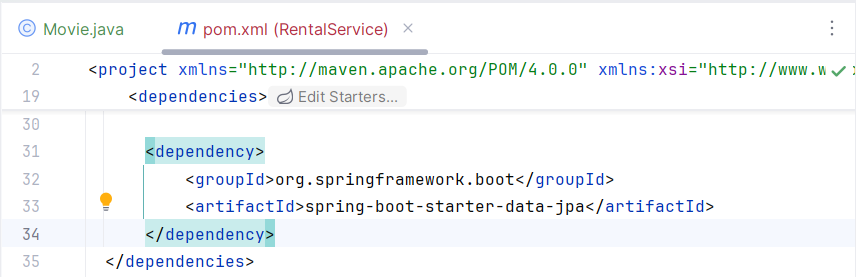 Movie.java
pom.xml (RentalService)
2 <project xmlns="http://maven.apache.org/POM/4.0.0" xmlns:xsi="http://www.w
19 <dependencies> Edit Starters...
30
31 <dependency>
32 <groupId>org.springframework.boot</groupId>
33 <artifactId>spring-boot-starter-data-jpa</artifactId>
34 </dependency>
35 </dependencies>